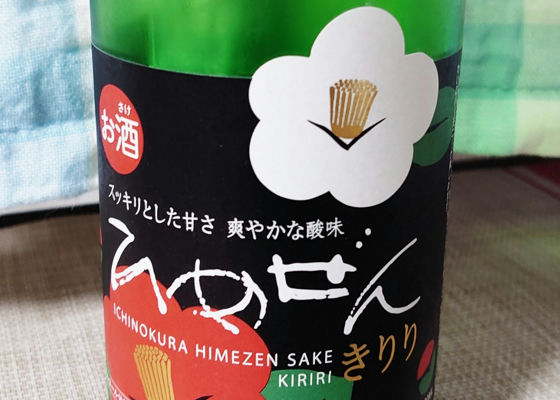 さけ
お酒
スッキリとした甘さ 爽やかな酸味
ひめぜん
ICHINOKURA HIMEZEN SAKE
KIRIRI
きりり